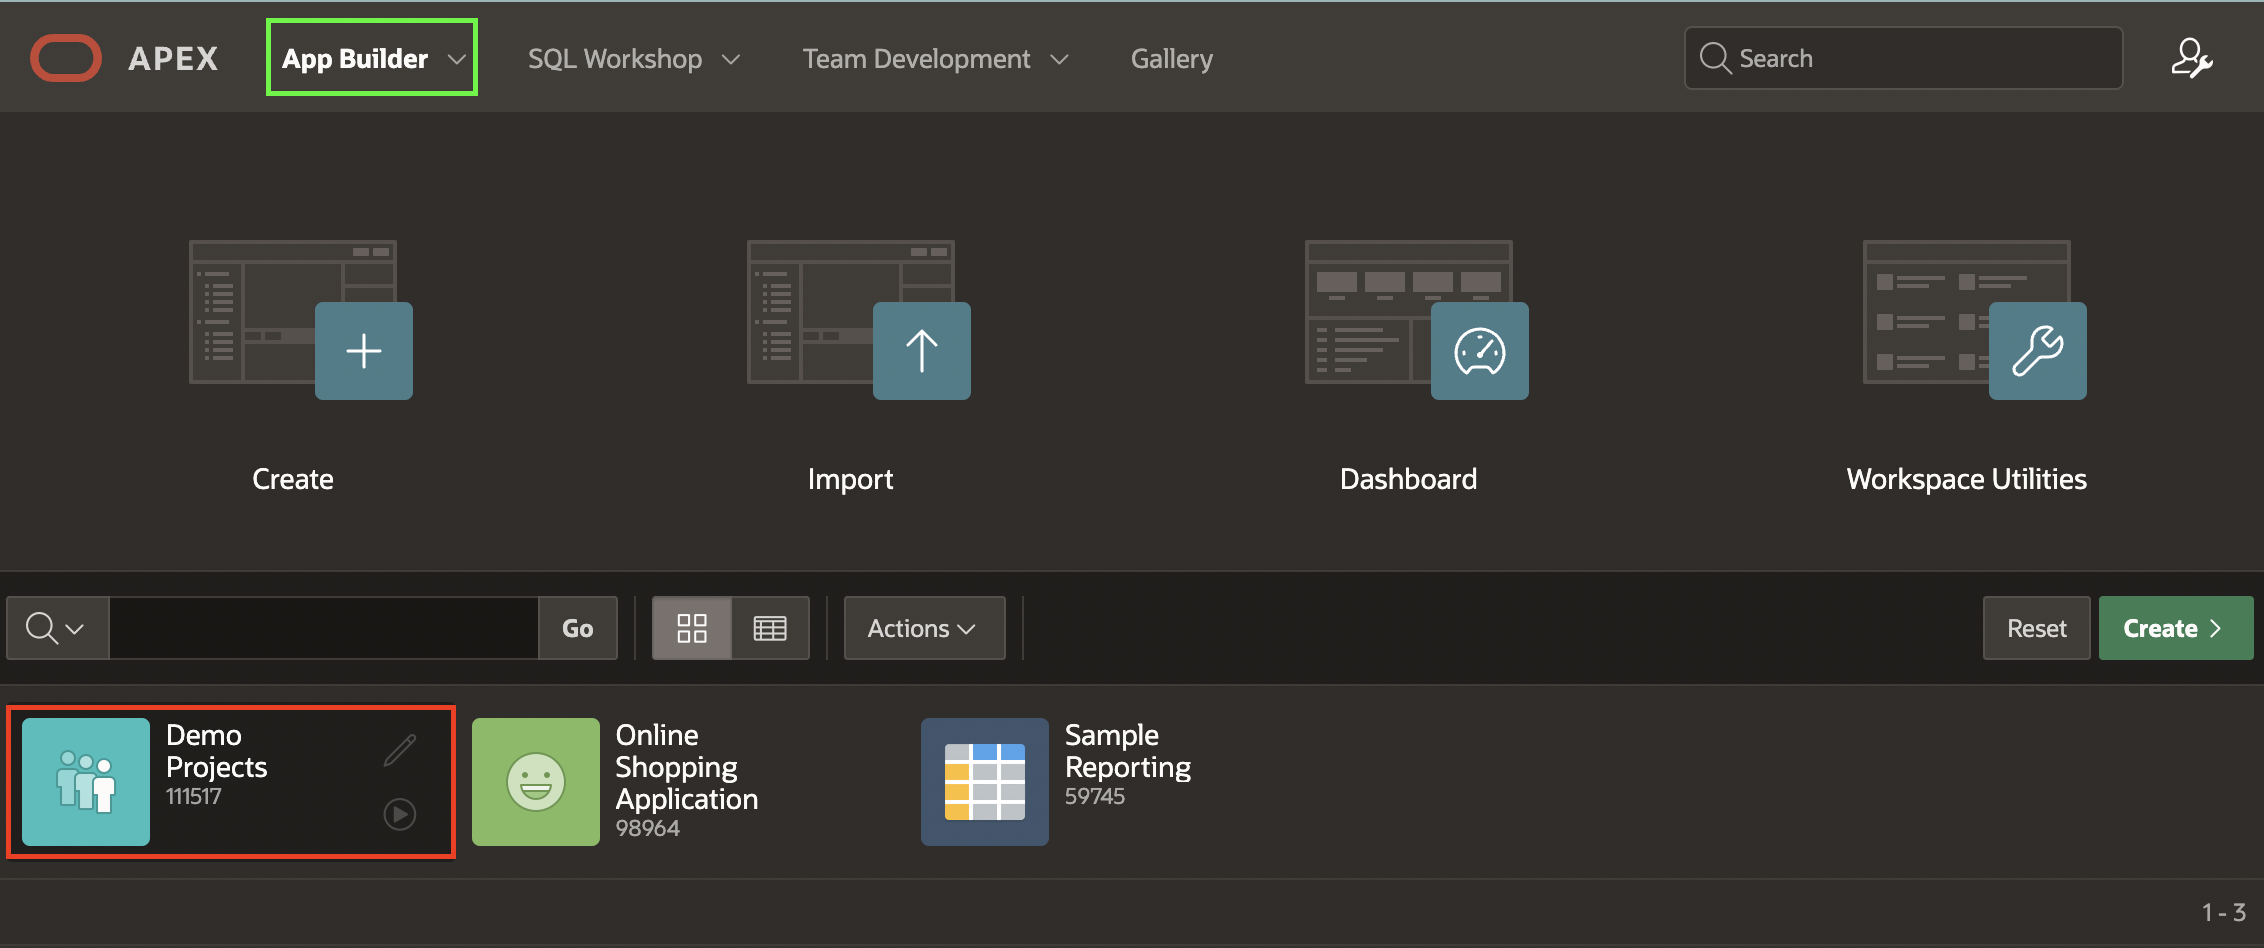 APEX
App Builder
SQL Workshop
Team Development
Gallery
Search
Create
Import
Dashboard
Workspace Utilities
Go
Actions
Reset
Create
Demo
Projects
111517
Online
Shopping
Application
98964
Sample
Reporting
59745
1 - 3